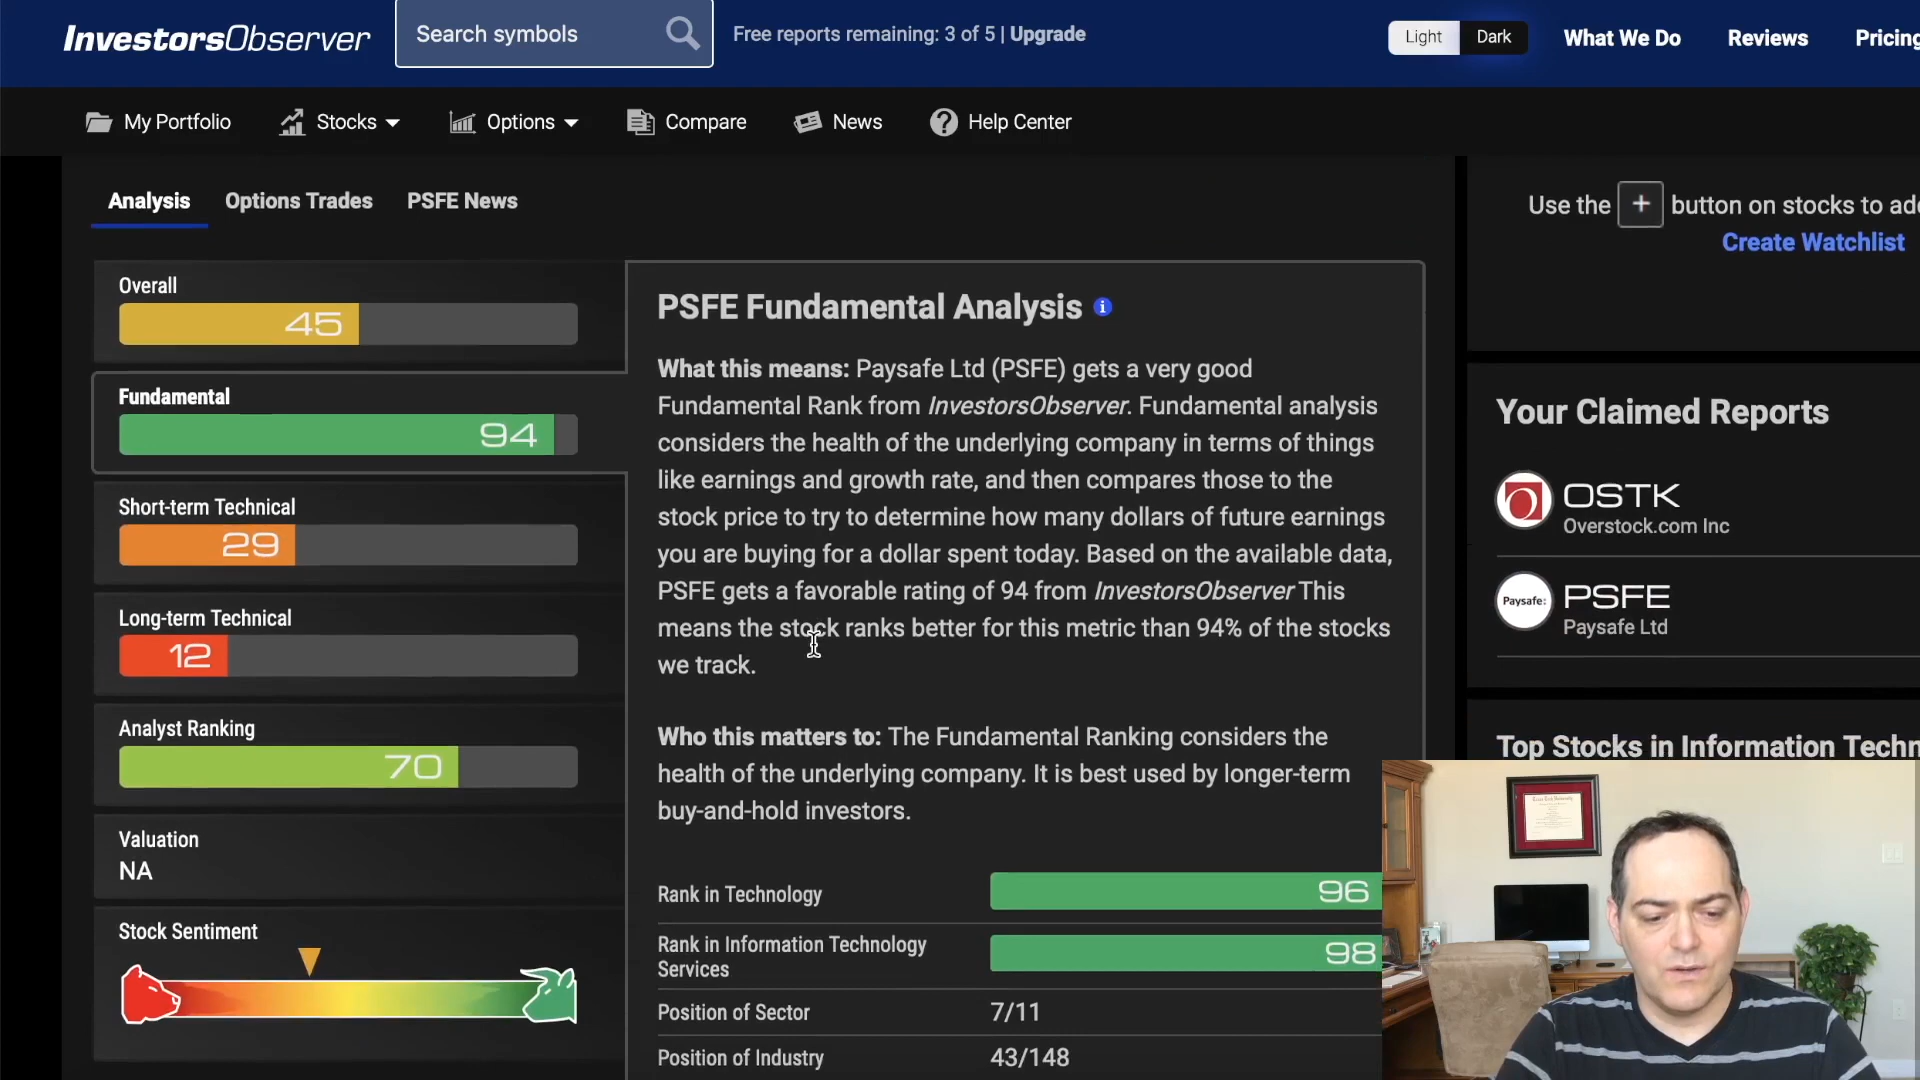 InvestorsObserver
Search symbols
Free reports remaining: 3 of 5 | Upgrade
Light Dark
What We Do
Reviews
Pricing
My Portfolio
Stocks
Options
Compare
News
Help Center
Analysis
Options Trades
PSFE News
Overall
45
Fundamental
94
Short-term Technical
29
Long-term Technical
12
Analyst Ranking
70
Valuation
NA
Stock Sentiment
PSFE Fundamental Analysis
What this means: Paysafe Ltd (PSFE) gets a very good
Fundamental Rank from InvestorsObserver. Fundamental analysis
considers the health of the underlying company in terms of things
like earnings and growth rate, and then compares those to the
stock price to try to determine how many dollars of future earnings
you are buying for a dollar spent today. Based on the available data,
PSFE gets a favorable rating of 94 from InvestorsObserver This
means the stock ranks better for this metric than 94% of the stocks
we track.
Who this matters to: The Fundamental Ranking considers the
health of the underlying company. It is best used by longer-term
buy-and-hold investors.
Rank in Technology
96
Rank in Information Technology
Services
98
Position of Sector
7/11
Position of Industry
43/148
Use the + button on stocks to ad
Create Watchlist
Your Claimed Reports
OSTK
Overstock.com Inc
Paysafe:
PSFE
Paysafe Ltd
Top Stocks in Information Techn